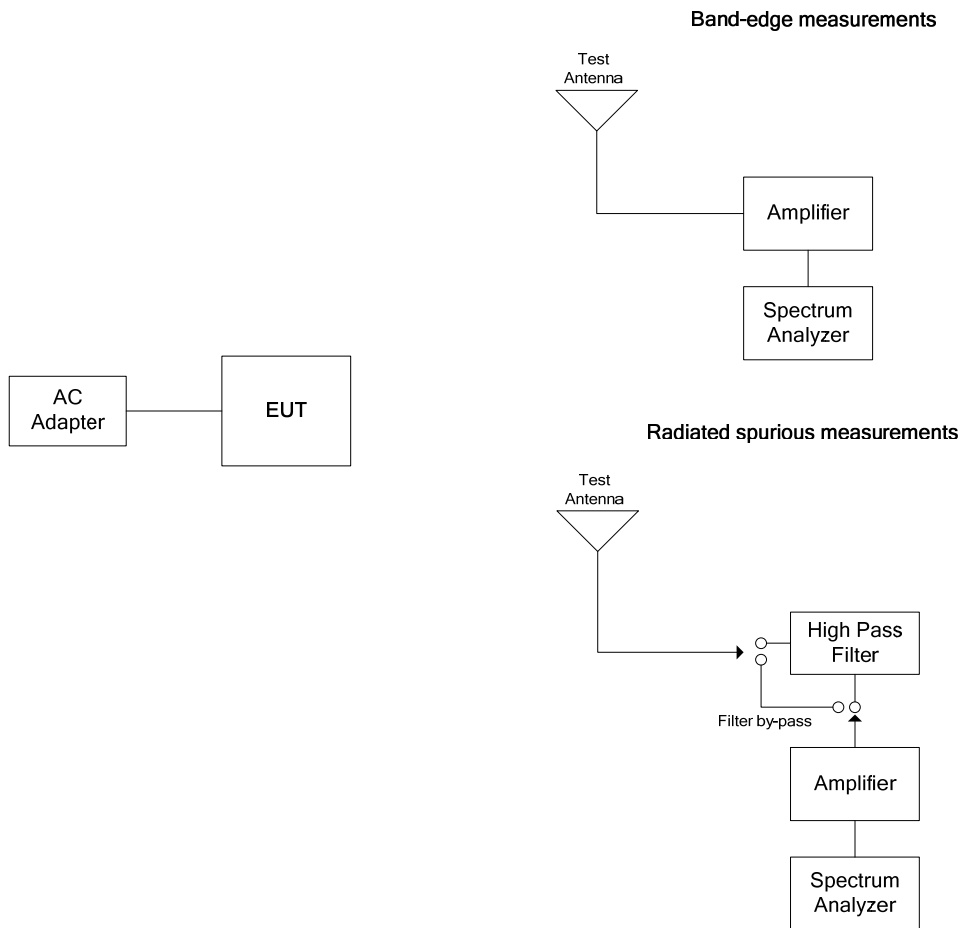 Band-edge measurements
Test
Antenna
Amplifier
Spectrum
Analyzer
AC
Adapter
EUT
Radiated spurious measurements
Test
Antenna
High Pass
Filter
Filter by-pass
Amplifier
Spectrum
Analyzer